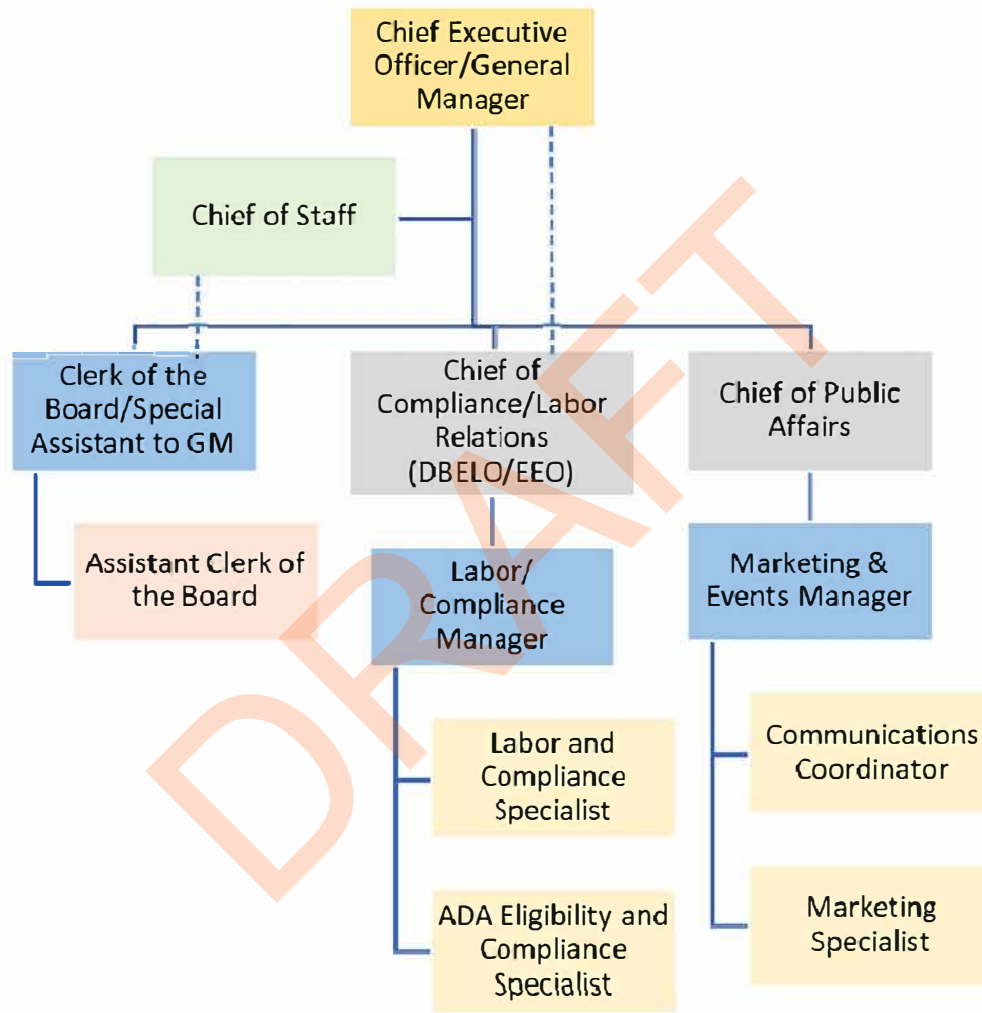 Chief Executive
Officer/General
Manager
Chief of Staff
Clerk of the
Board/Special
Assistant to GM
Chief of
Compliance/Labor
Relations
(DBELO/EEO)
Chief of Public
Affairs
Assistant Clerk of
the Board
Labor/
Compliance
Manager
Marketing &
Events Manager
Labor and
Compliance
Specialist
Communications
Coordinator
ADA Eligibility and
Compliance
Specialist
Marketing
Specialist
DRAFT